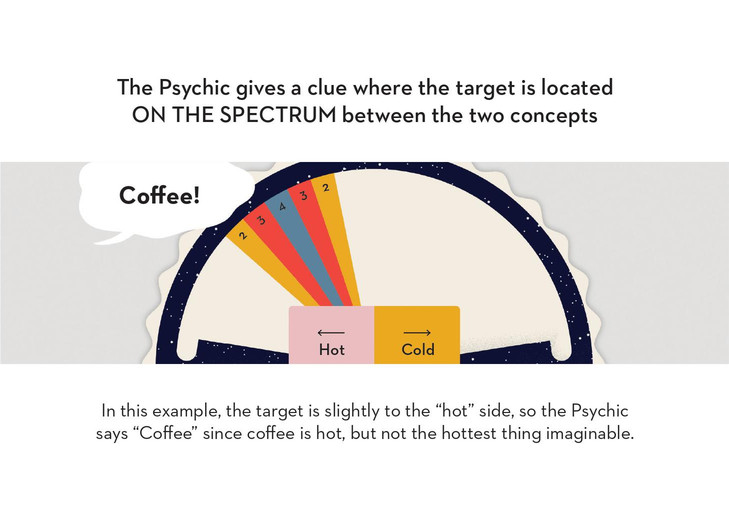 The Psychic gives a clue where the target is located
ON THE SPECTRUM between the two concepts
Coffee!
2
3
4
3
2
←
Hot
→
Cold
In this example, the target is slightly to the “hot” side, so the Psychic
says “Coffee” since coffee is hot, but not the hottest thing imaginable.